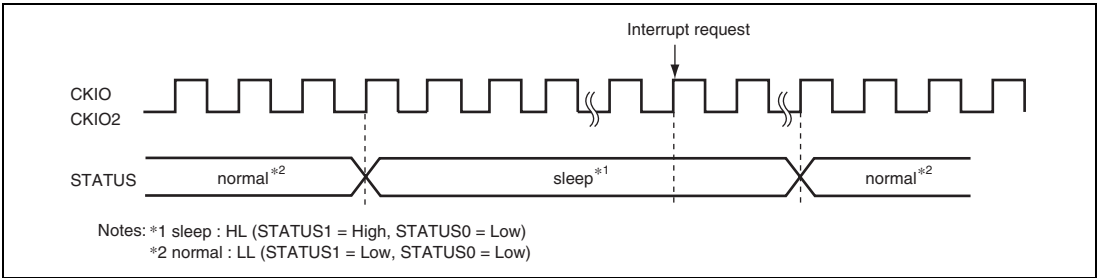 Interrupt request
CKIO
CKIO2
STATUS normal*2 sleep*1 normal*2
Notes: *1 sleep : HL (STATUS1 = High, STATUS0 = Low)
*2 normal : LL (STATUS1 = Low, STATUS0 = Low)